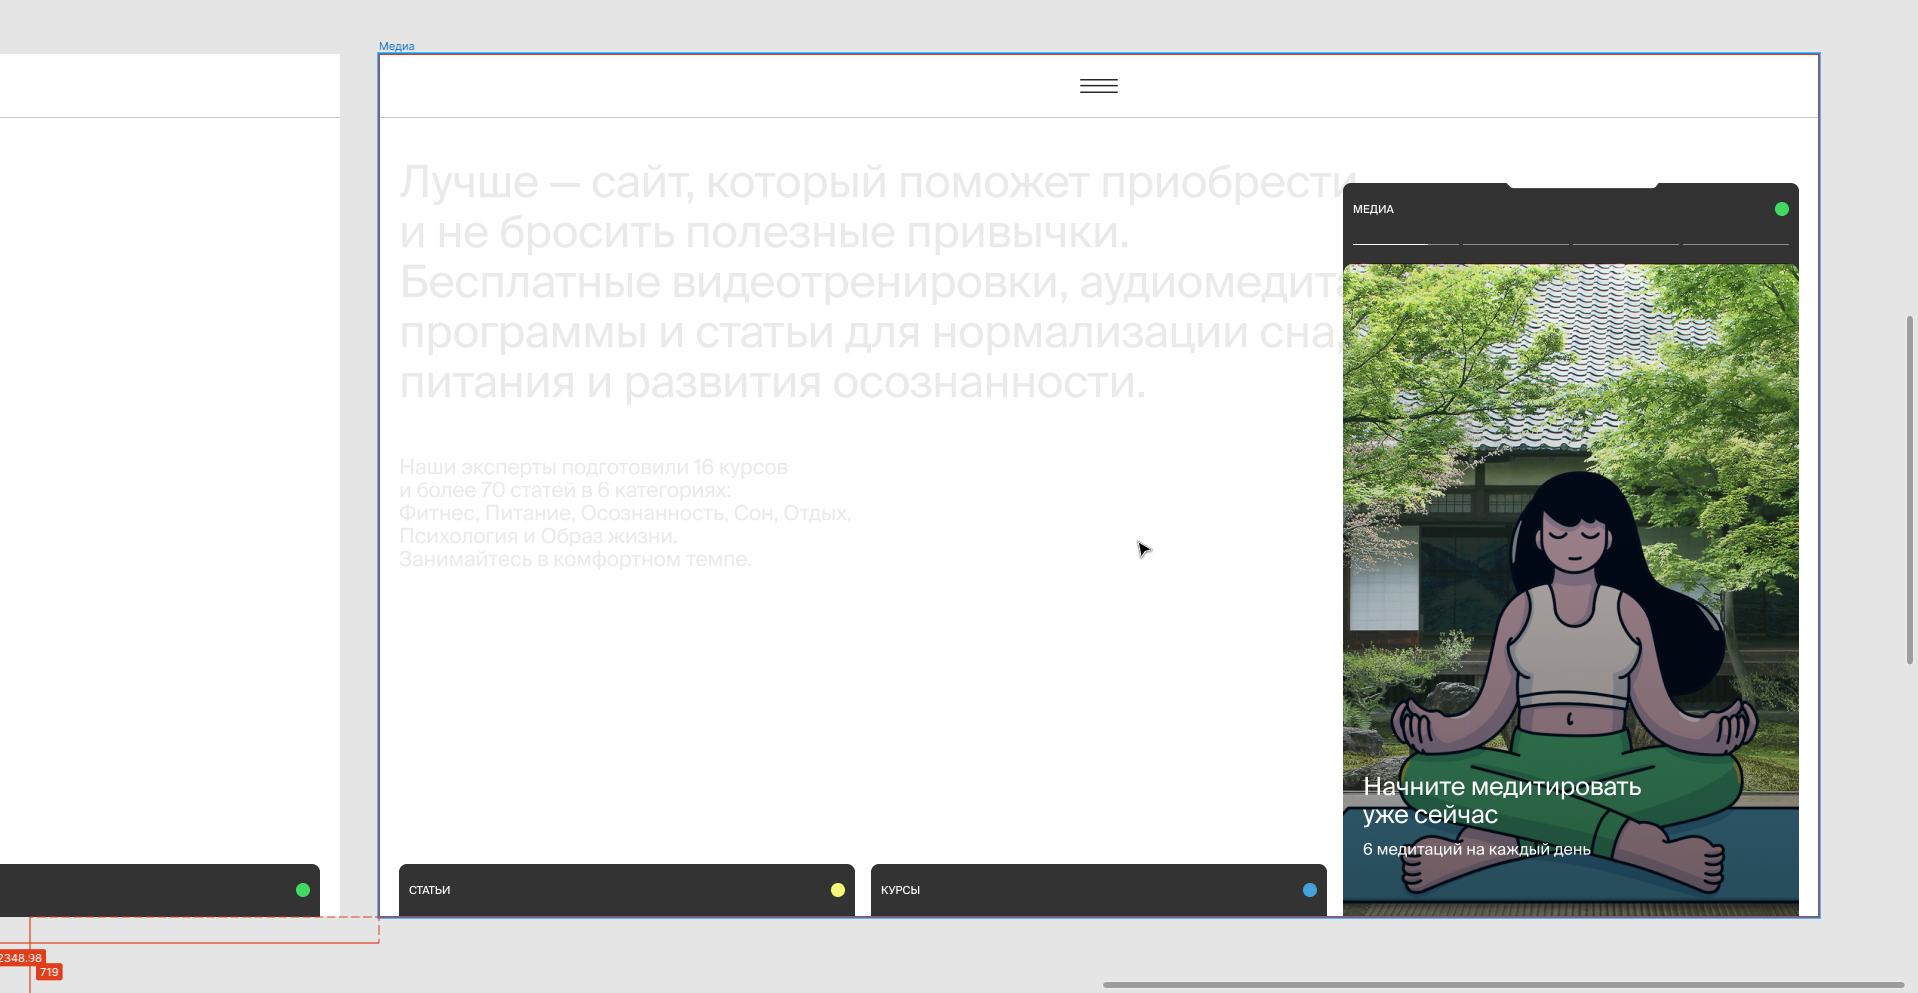 Медиа
Лучше — сайт, который поможет приобрести
и не бросить полезные привычки.
Бесплатные видеотренировки, аудиомедита
программы и статьи для нормализации сна,
питания и развития осознанности.
Наши эксперты подготовили 16 курсов
и более 70 статей в 6 категориях:
Фитнес, Питание, Осознанность, Сон, Отдых,
Психология и Образ жизни.
Занимайтесь в комфортном темпе.
МЕДИА
Начните медитировать
уже сейчас
6 медитаций на каждый день
СТАТЬИ
КУРСЫ
2348.98
719